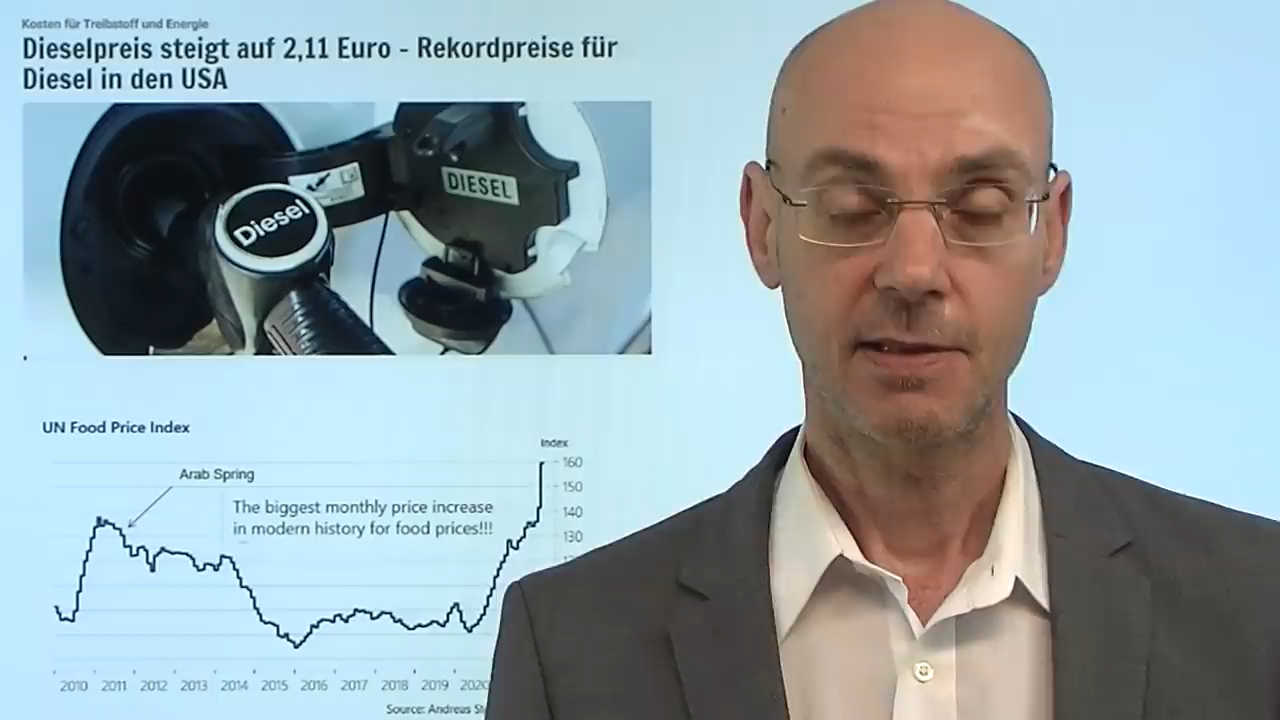 Kosten für Treibstoff und Energie
Dieselpreis steigt auf 2,11 Euro - Rekordpreise für
Diesel in den USA
DIESEL
Diesel
UN Food Price Index
Index
160
Arab Spring
150
The biggest monthly price increase
in modern history for food prices!!!
140
130
2010 2011 2012 2013 2014 2015 2016 2017 2018 2019 2020
Source: Andreas